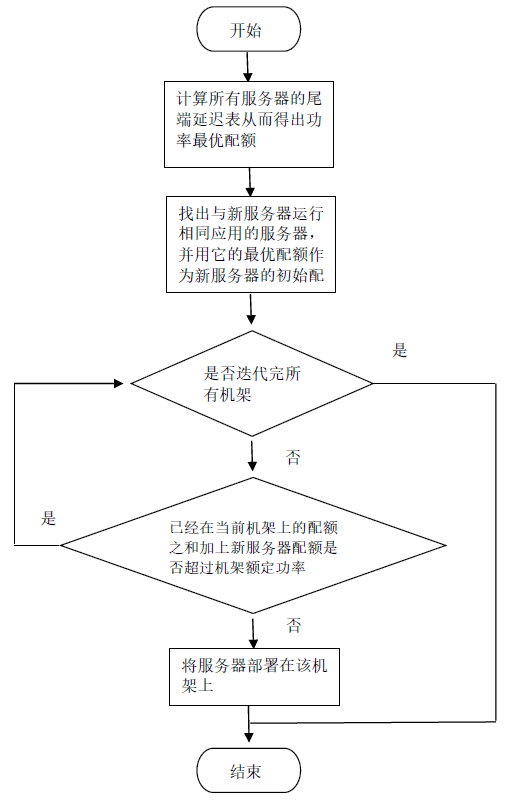 开始
计算所有服务器的尾
端延迟表从而得出功
率最优配额
找出与新服务器运行
相同应用的服务器，
并用它的最优配额作
为新服务器的初始配
是
是否迭代完所
有机架
否
是
已经在当前机架上的配额
之和加上新服务器配额是
否超过机架额定功率
否
将服务器部署在该机
架上
结束